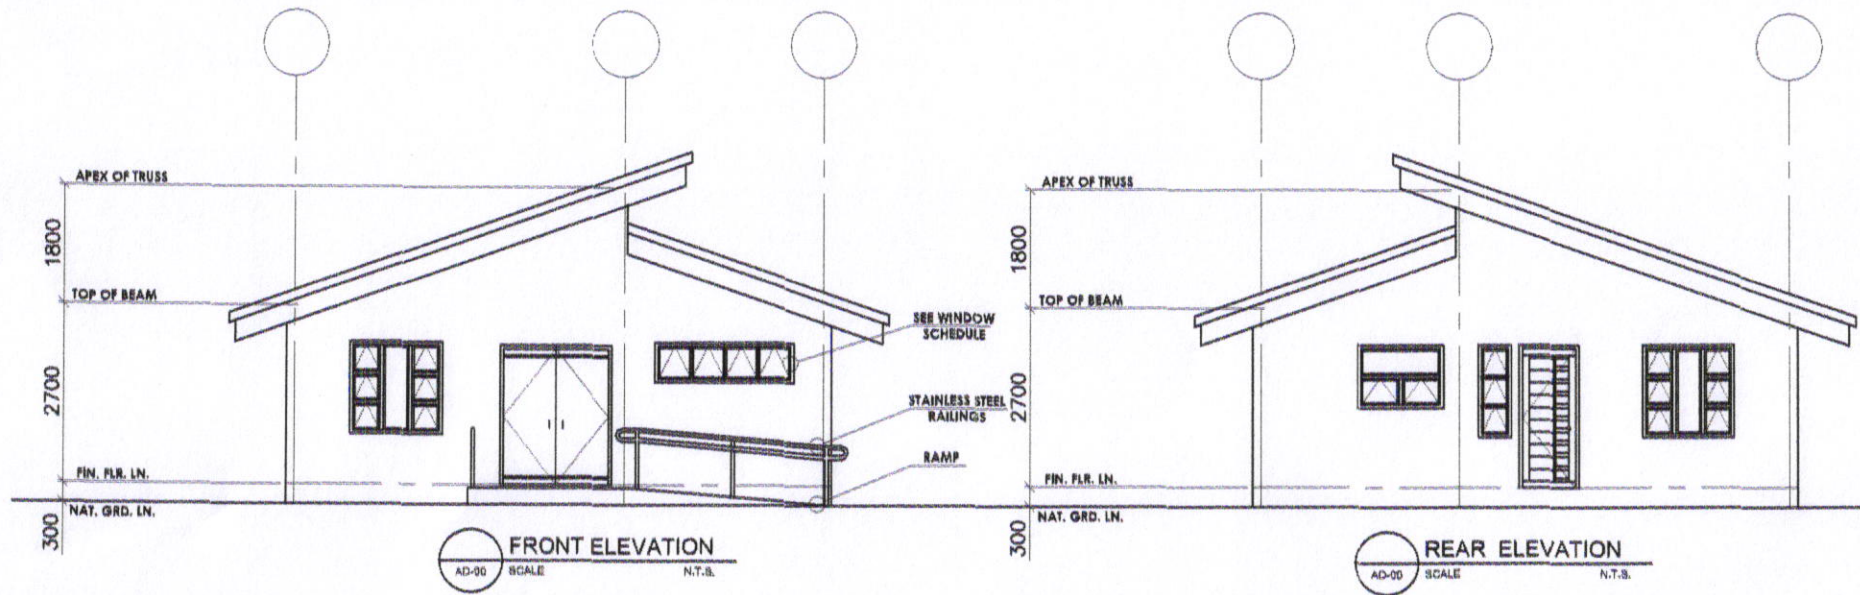 APEX OF TRUSS
1800
TOP OF BEAM
2700
FIN. FLR. LN.
NAT. GRD. LN.
300
SEE WINDOW
SCHEDULE
STAINLESS STEEL
RAILINGS
RAMP
FRONT ELEVATION
AD-00 SCALE N.T.S.
APEX OF TRUSS
1800
TOP OF BEAM
2700
FIN. FLR. LN.
NAT. GRD. LN.
300
REAR ELEVATION
AD-00 SCALE N.T.S.